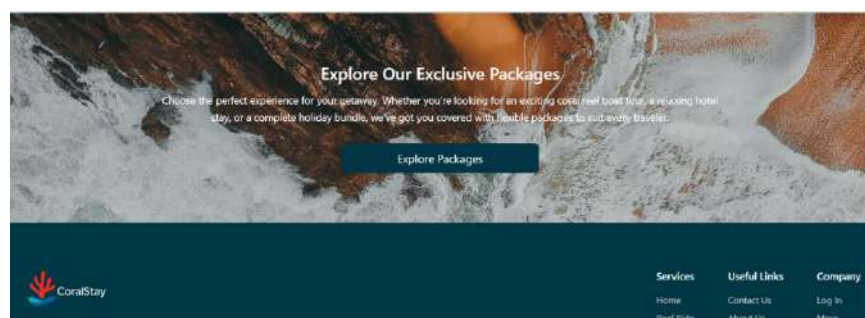 Explore Our Exclusive Packages
Choose the perfect experience for your getaway. Whether you're looking for an exciting coral reef boat tour, a relaxing hotel
stay, or a complete holiday bundle, we've got you covered with flexible packages to suit every traveler.
Explore Packages
CoralStay
Services
Useful Links
Company
Home
Contact Us
Log In
About Us